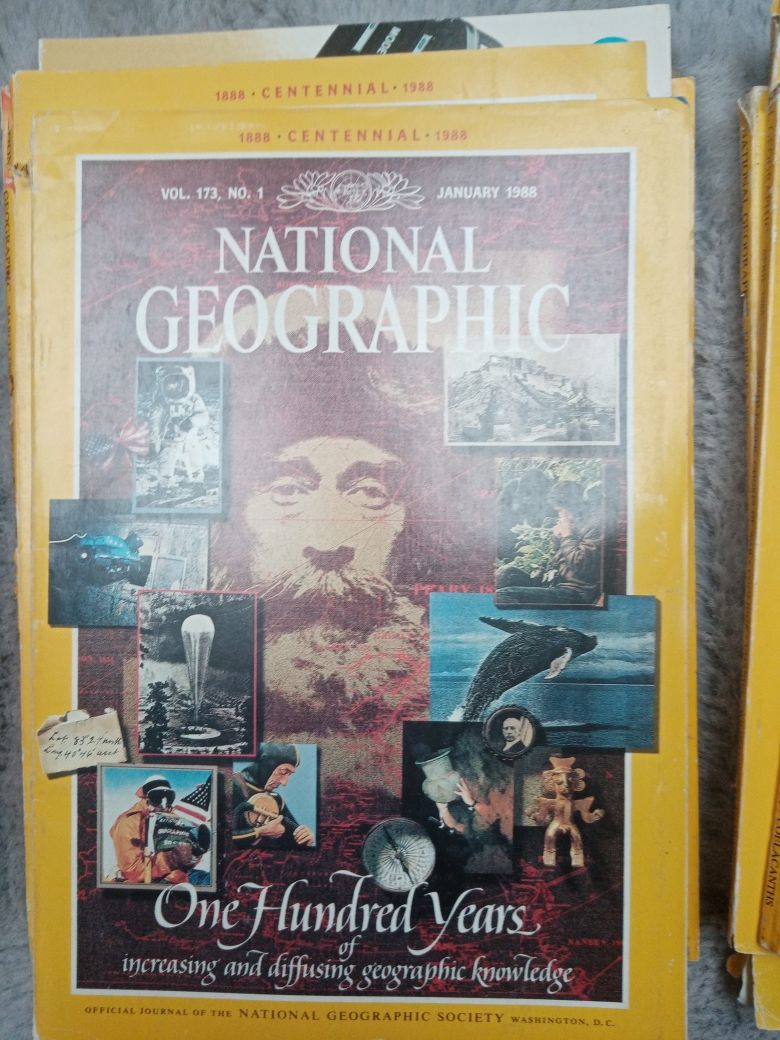 1888 · CENTENNIAL · 1988
1888 · CENTENNIAL · 1988
VOL. 173, NO. 1
JANUARY 1988
NATIONAL
GEOGRAPHIC
One Hundred Years
of
increasing and diffusing geographic knowledge
OFFICIAL JOURNAL OF THE NATIONAL GEOGRAPHIC SOCIETY WASHINGTON, D.C.